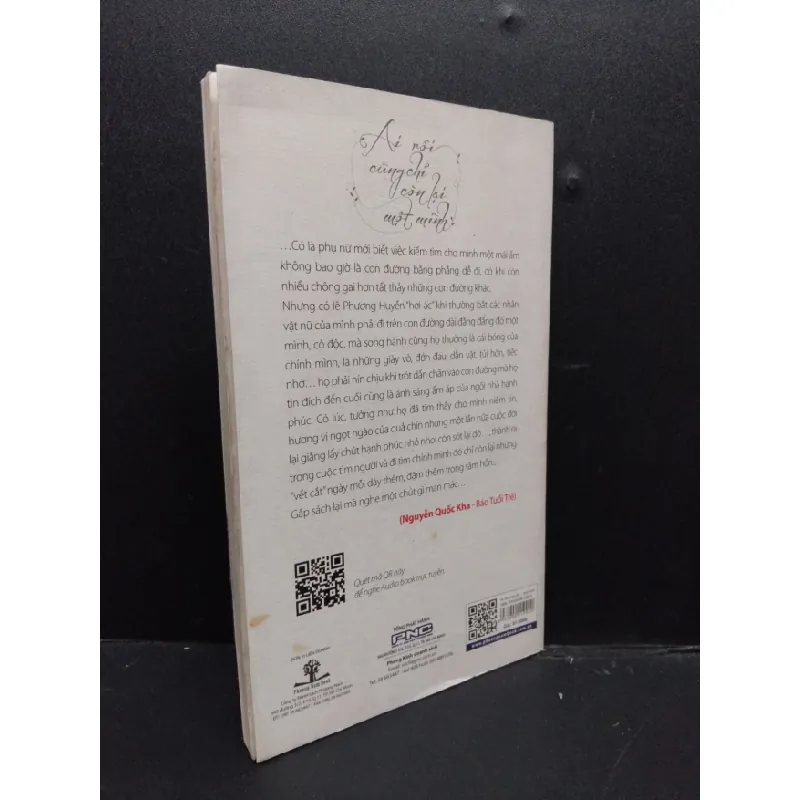 Ai rồi
cũng chỉ
còn lại
một mình
...Có là phụ nữ mới biết việc kiếm tìm cho mình một mái ấm
không bao giờ là con đường bằng phẳng dễ đi, có khi còn
nhiều chông gai hơn tất thảy những con đường khác.
Nhưng có lẽ Phương Huyền "hơi ác" khi thường bắt các nhân
vật nữ của mình phải đi trên con đường dài đằng đẵng đó một
mình, cô độc, mà song hành cùng họ thường là cái bóng của
chính mình, là những giày vò, đớn đau, dằn vặt, tủi hờn, tiếc
nhớ... họ phải nín chịu khi trót dấn chân vào con đường mà họ
tin đích đến cuối cùng là ánh sáng ấm áp của ngôi nhà hạnh
phúc. Có lúc, tưởng như họ đã tìm thấy cho mình niềm tin,
hương vị ngọt ngào của quả chín nhưng một lần nữa cuộc đời
lại giằng lấy chút hạnh phúc nhỏ nhoi còn sót lại đó... thành ra
trong cuộc tìm người và đi tìm chính mình đó chỉ còn lại những
"vết cắt" ngày mỗi dày thêm, đậm thêm trong tâm hồn...
Gấp sách lại mà nghe một chút gì man mác...
(Nguyễn Quốc Kha - Báo Tuổi Trẻ)
Quét mã QR này
để nghe Audio book trực tuyến.
PNC
Phương Nam Book